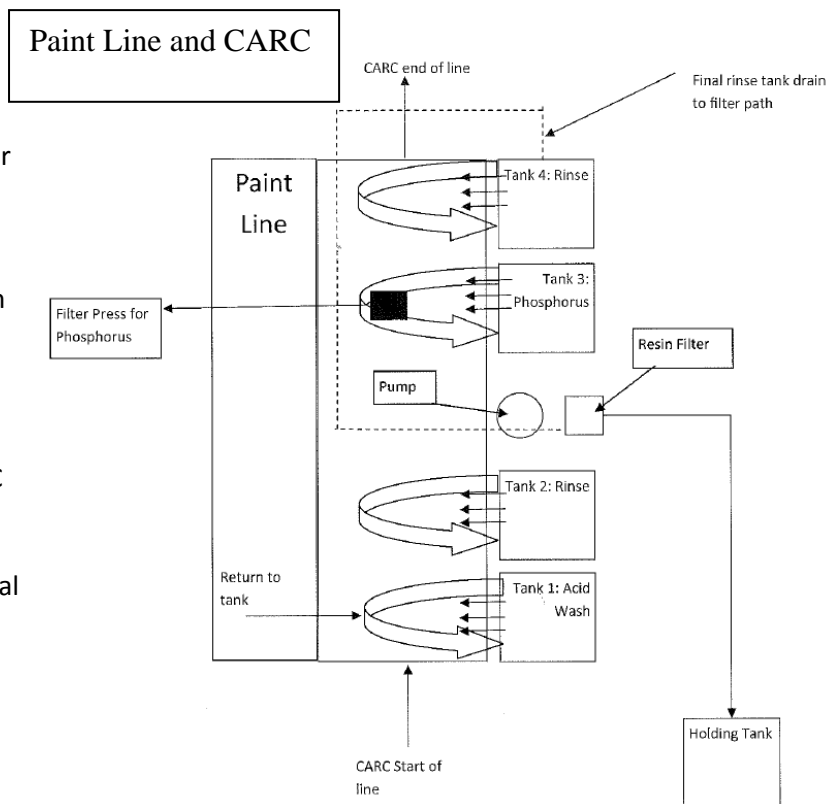 Paint Line and CARC
CARC end of line
Final rinse tank drain
to filter path
Paint
Line
Tank 4: Rinse
Tank 3:
Phosphorus
Filter Press for
Phosphorus
Resin Filter
Pump
Tank 2: Rinse
Return to
tank
Tank 1: Acid
Wash
Holding Tank
CARC Start of
line